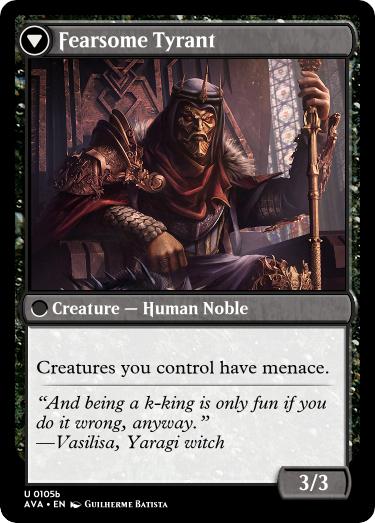 Fearsome Tyrant
Creature — Human Noble
Creatures you control have menace.
“And being a k-king is only fun if you
do it wrong, anyway.”
—Vasilisa, Yaragi witch
3/3
U 0105b
AVA • EN Guilherme Batista